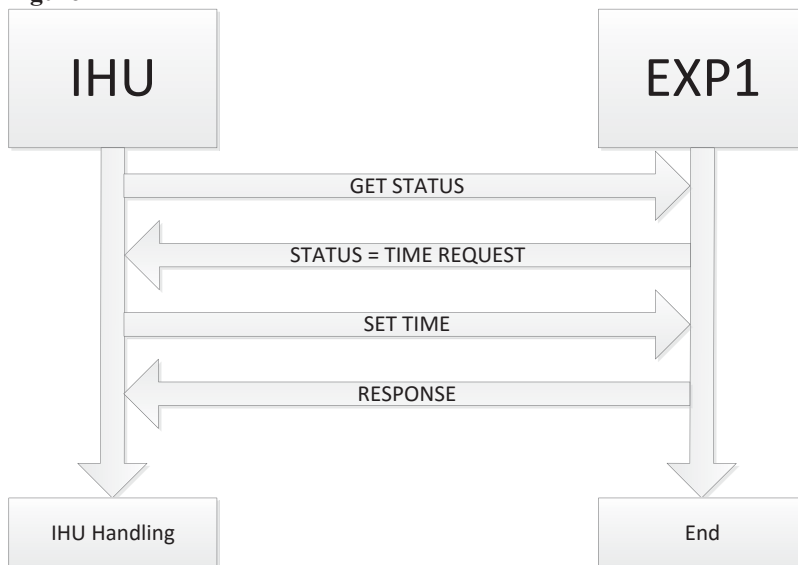 IHU
EXP1
GET STATUS
STATUS = TIME REQUEST
SET TIME
RESPONSE
IHU Handling
End